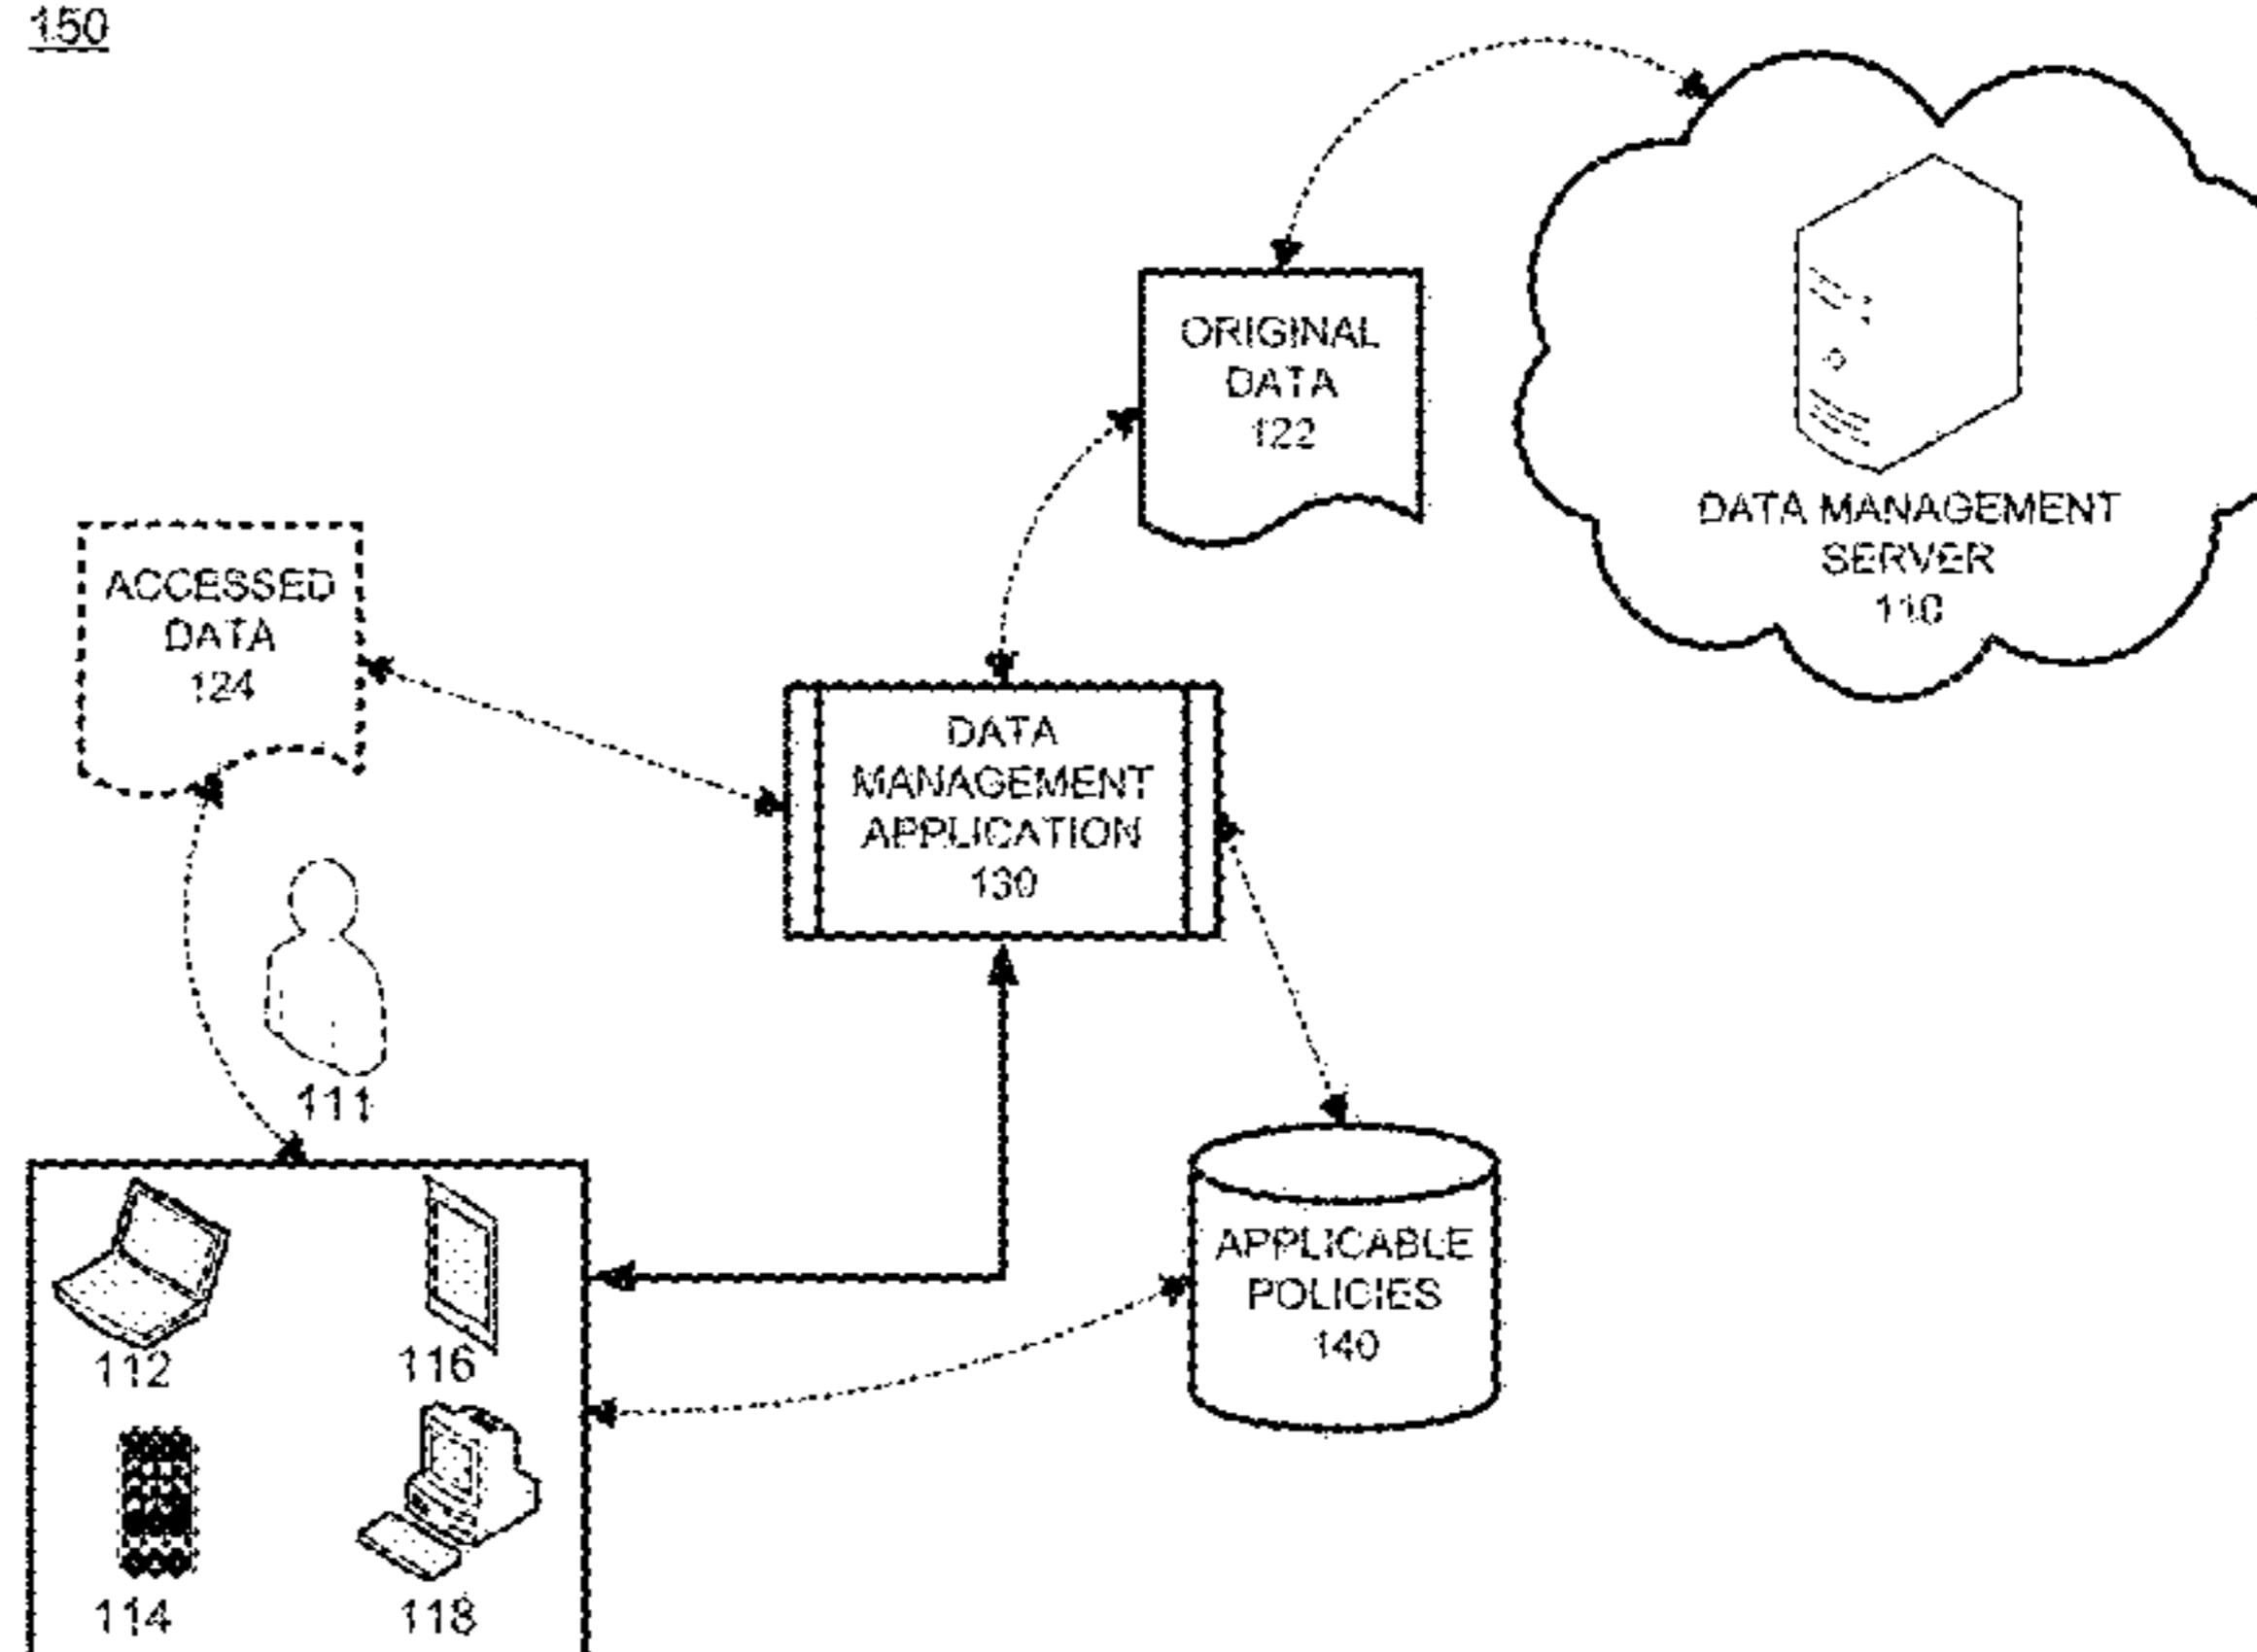 150
ORIGINAL
DATA
122
DATA MANAGEMENT
SERVER
110
ACCESSED
DATA
124
DATA
MANAGEMENT
APPLICATION
130
111
APPLICABLE
POLICIES
140
112
116
114
118